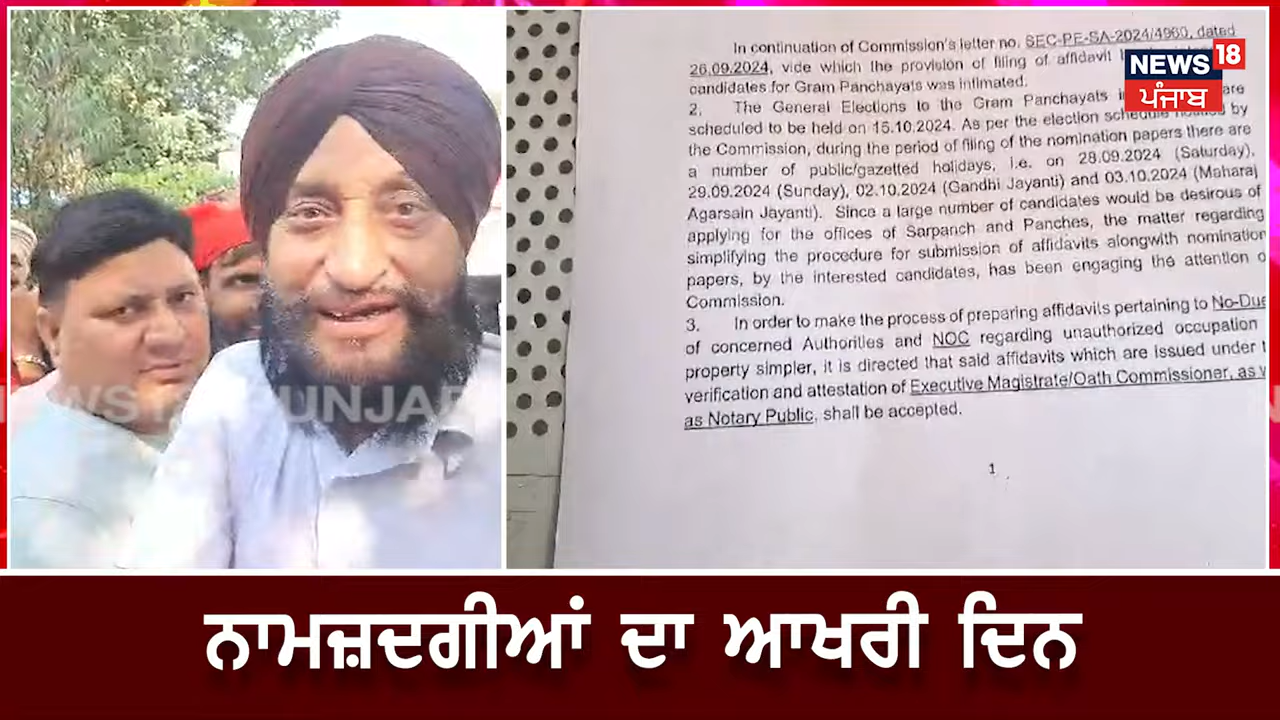 In continuation of Commission's letter no. SEC-PE-SA-2024/4960, dated
26.09.2024, vide which the provision of filing of affidavit
candidates for Gram Panchayats was intimated.
2. The General Elections to the Gram Panchayats are
scheduled to be held on 15.10.2024. As per the election schedule by
the Commission, during the period of filing of the nomination papers there are
a number of public/gazetted holidays, i.e. on 28.09.2024 (Saturday),
29.09.2024 (Sunday), 02.10.2024 (Gandhi Jayanti) and 03.10.2024 (Maharaj
Agarsain Jayanti). Since a large number of candidates would be desirous of
applying for the offices of Sarpanch and Panches, the matter regarding
simplifying the procedure for submission of affidavits alongwith nomination
papers, by the interested candidates, has been engaging the attention
Commission.
3. In order to make the process of preparing affidavits pertaining to No-Due
of concerned Authorities and NOC regarding unauthorized occupation
property simpler, it is directed that said affidavits which are issued under
verification and attestation of Executive Magistrate/Oath Commissioner, as
as Notary Public, shall be accepted.
1
NEWS 18
ਪੰਜਾਬ
ਨਾਮਜ਼ਦਗੀਆਂ ਦਾ ਆਖਰੀ ਦਿਨ